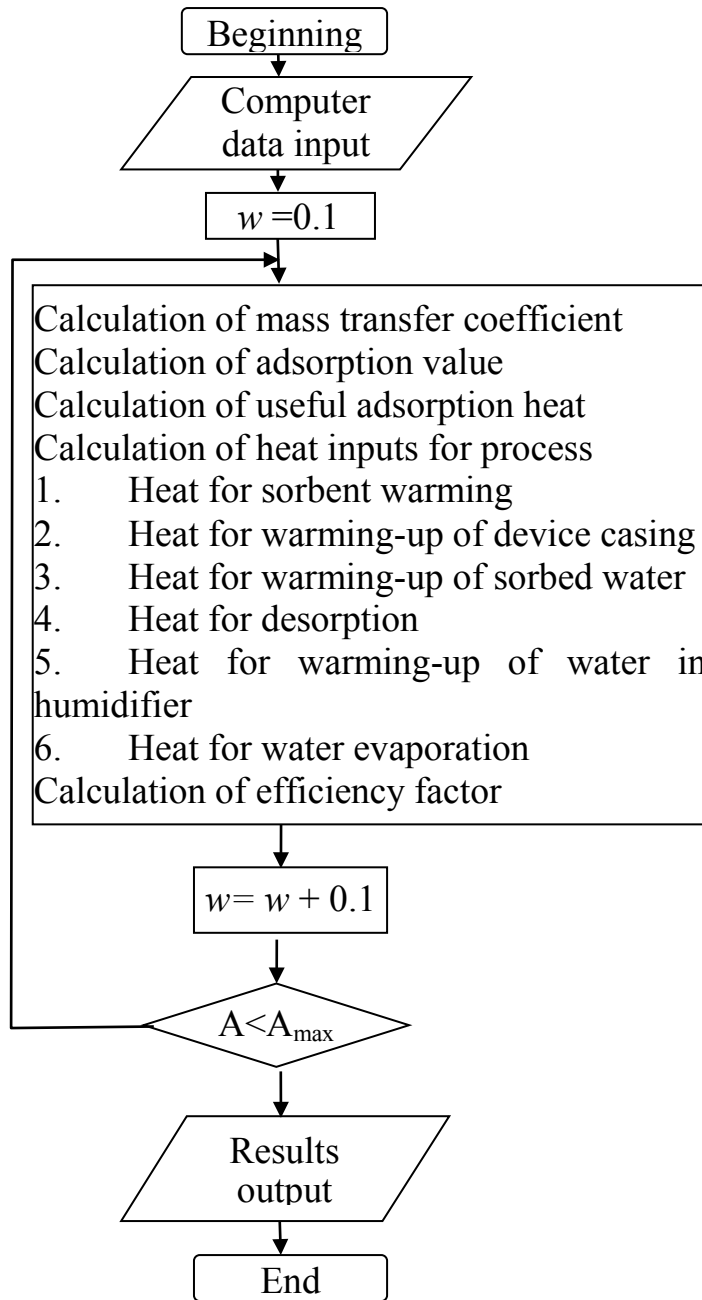 Beginning
Computer
data input
w =0.1
Calculation of mass transfer coefficient
Calculation of adsorption value
Calculation of useful adsorption heat
Calculation of heat inputs for process
1. Heat for sorbent warming
2. Heat for warming-up of device casing
3. Heat for warming-up of sorbed water
4. Heat for desorption
5. Heat for warming-up of water in
humidifier
6. Heat for water evaporation
Calculation of efficiency factor
w= w + 0.1
A<Amax
Results
output
End